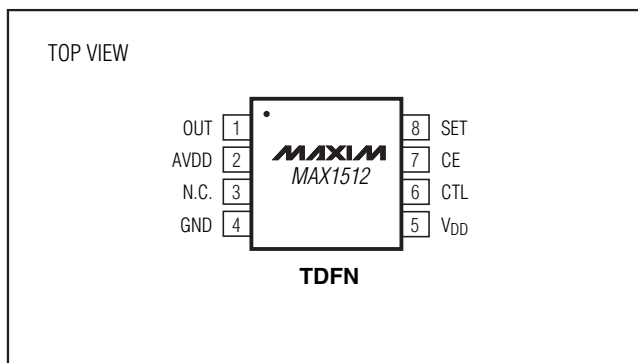 TOP VIEW
OUT 1
AVDD 2
N.C. 3
GND 4
MAXIM
MAX1512
8 SET
7 CE
6 CTL
5 VDD
TDFN